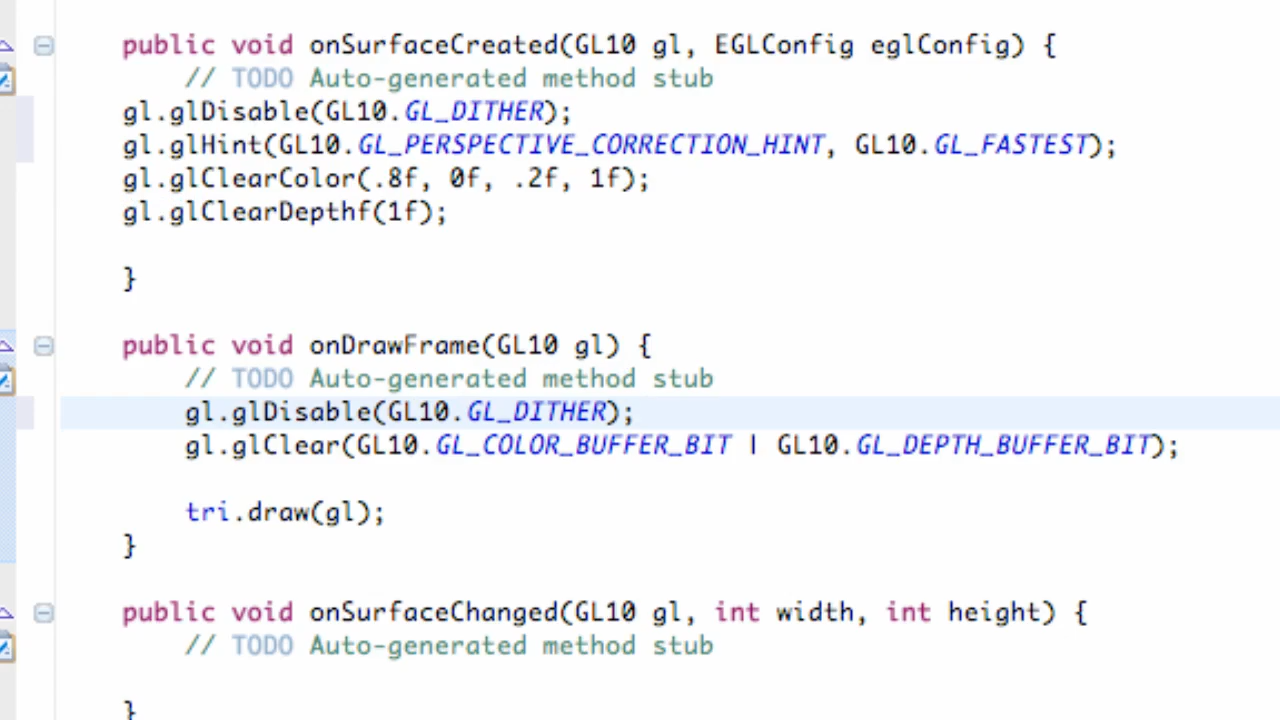 public void onSurfaceCreated(GL10 gl, EGLConfig eglConfig) {
// TODO Auto-generated method stub
gl.glDisable(GL10.GL_DITHER);
gl.glHint(GL10.GL_PERSPECTIVE_CORRECTION_HINT, GL10.GL_FASTEST);
gl.glClearColor(.8f, 0f, .2f, 1f);
gl.glClearDepthf(1f);
}
public void onDrawFrame(GL10 gl) {
// TODO Auto-generated method stub
gl.glDisable(GL10.GL_DITHER);
gl.glClear(GL10.GL_COLOR_BUFFER_BIT | GL10.GL_DEPTH_BUFFER_BIT);
tri.draw(gl);
}
public void onSurfaceChanged(GL10 gl, int width, int height) {
// TODO Auto-generated method stub
}